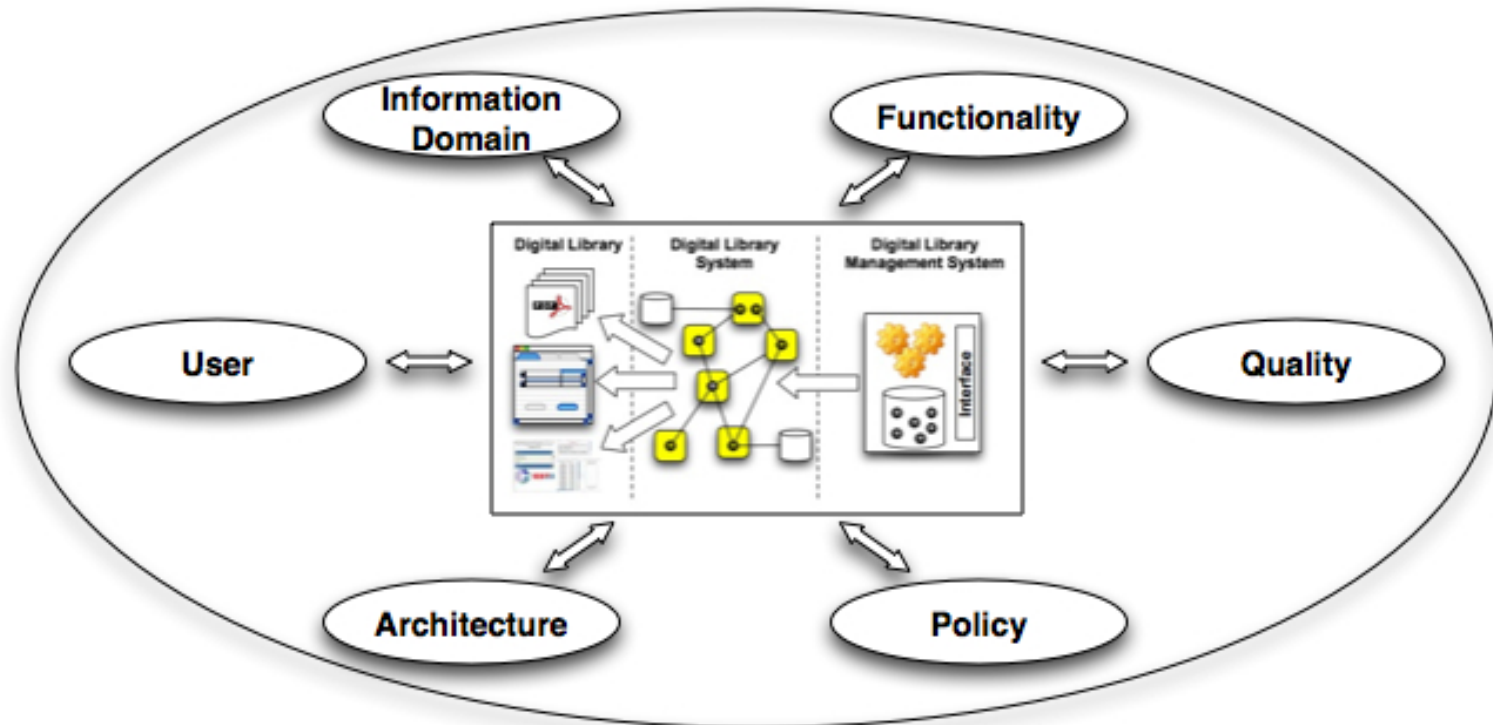 Information
Domain
Functionality
Digital Library
Digital Library
System
Digital Library
Management System
User
Interface
Quality
Architecture
Policy